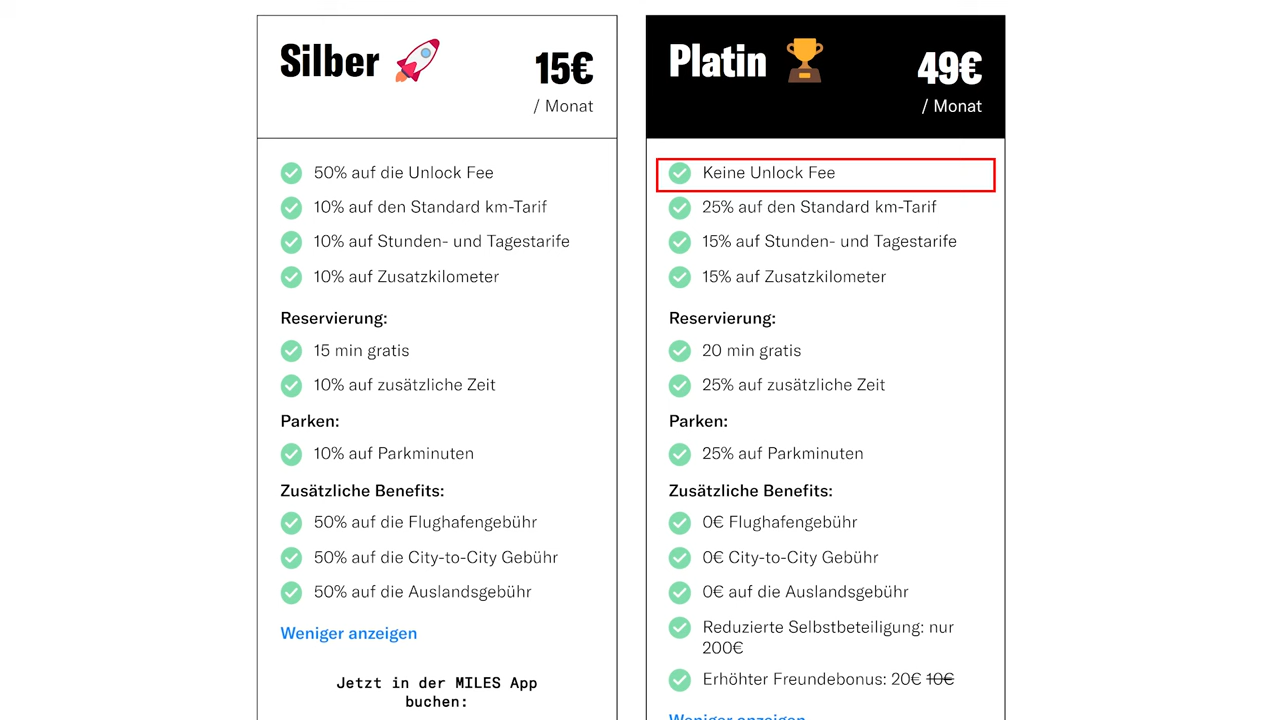 Silber
15€
/ Monat
50% auf die Unlock Fee
10% auf den Standard km-Tarif
10% auf Stunden- und Tagestarife
10% auf Zusatzkilometer
Reservierung:
15 min gratis
10% auf zusätzliche Zeit
Parken:
10% auf Parkminuten
Zusätzliche Benefits:
50% auf die Flughafengebühr
50% auf die City-to-City Gebühr
50% auf die Auslandsgebühr
Weniger anzeigen
Jetzt in der MILES App
buchen:
Platin
49€
/ Monat
Keine Unlock Fee
25% auf den Standard km-Tarif
15% auf Stunden- und Tagestarife
15% auf Zusatzkilometer
Reservierung:
20 min gratis
25% auf zusätzliche Zeit
Parken:
25% auf Parkminuten
Zusätzliche Benefits:
0€ Flughafengebühr
0€ City-to-City Gebühr
0€ auf die Auslandsgebühr
Reduzierte Selbstbeteiligung: nur
200€
Erhöhter Freundebonus: 20€ 10€
Weniger anzeigen